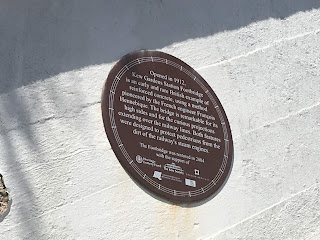 Opened in 1912,
Kew Gardens Station Footbridge
is an early and rare British example of
reinforced concrete, using a method
pioneered by the French engineer François
Hennebique. The bridge is remarkable for its
high sides and for the curious projections
extending over the railway lines. Both features
were designed to protect pedestrians from the
dirt of the railway's steam engines.
The Footbridge was restored in 2004
with the support of